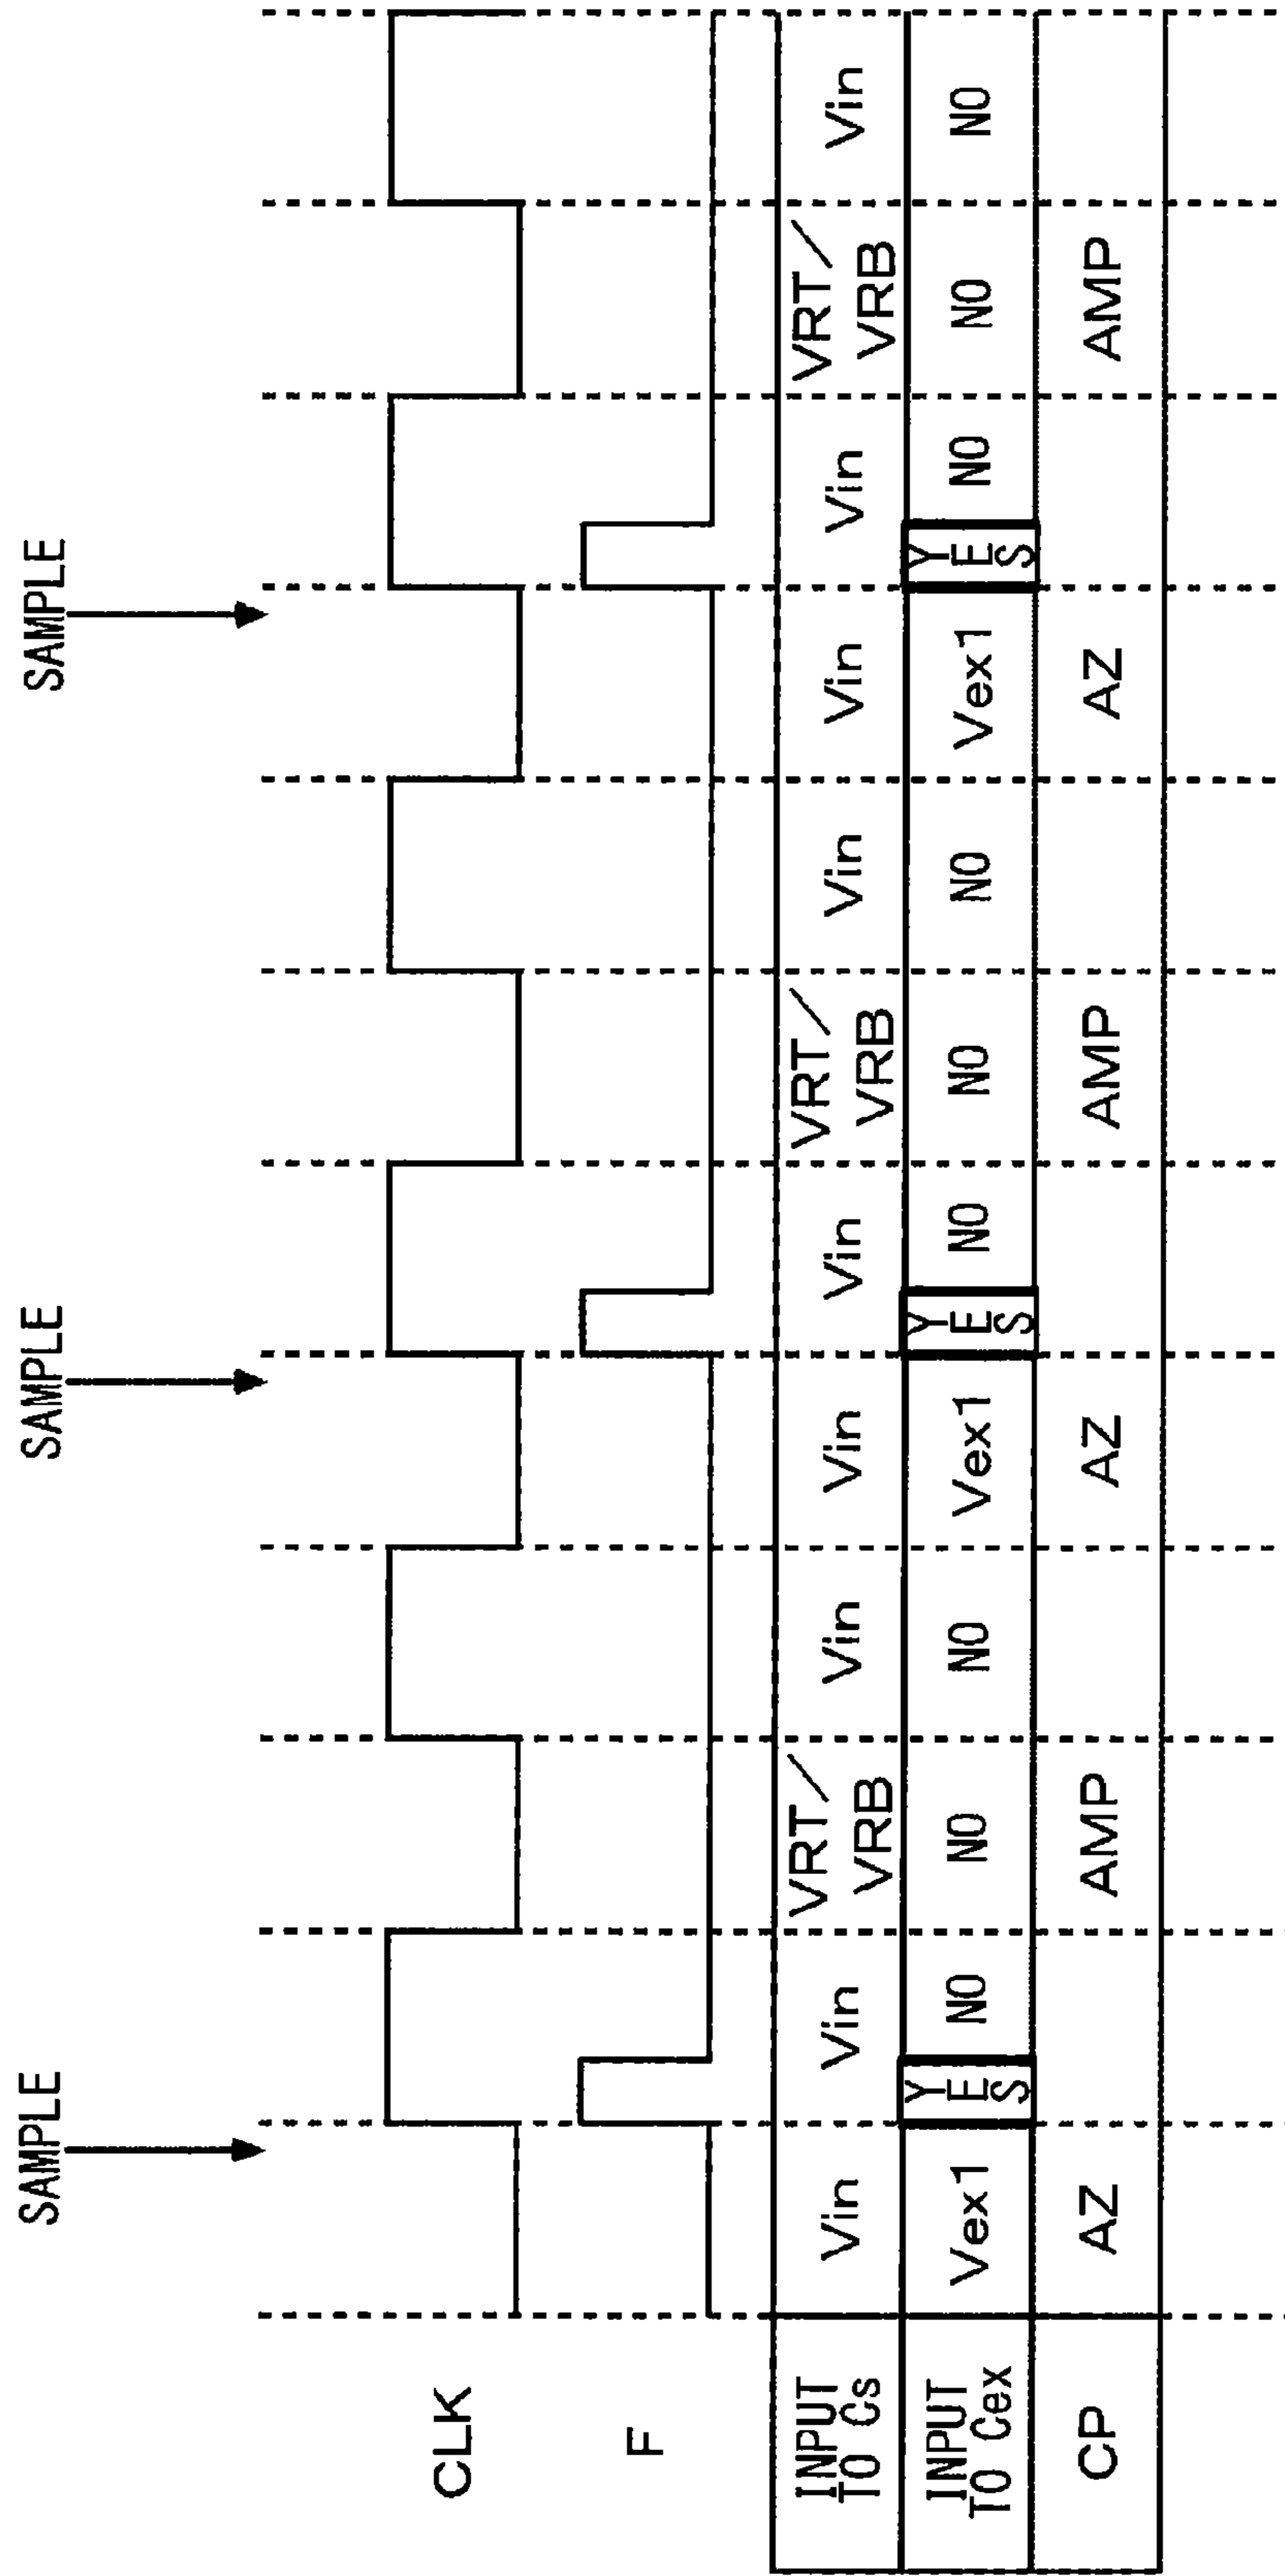 SAMPLE
SAMPLE
SAMPLE
CLK
F
INPUT
TO Cs
Vin
Vin
VRT/
VRB
Vin
Vin
Vin
VRT/
VRB
Vin
Vin
Vin
VRT/
VRB
Vin
INPUT
TO Cex
Vex1
YES
NO
NO
NO
Vex1
YES
NO
NO
NO
Vex1
YES
NO
NO
NO
CP
AZ
AMP
AZ
AMP
AZ
AMP